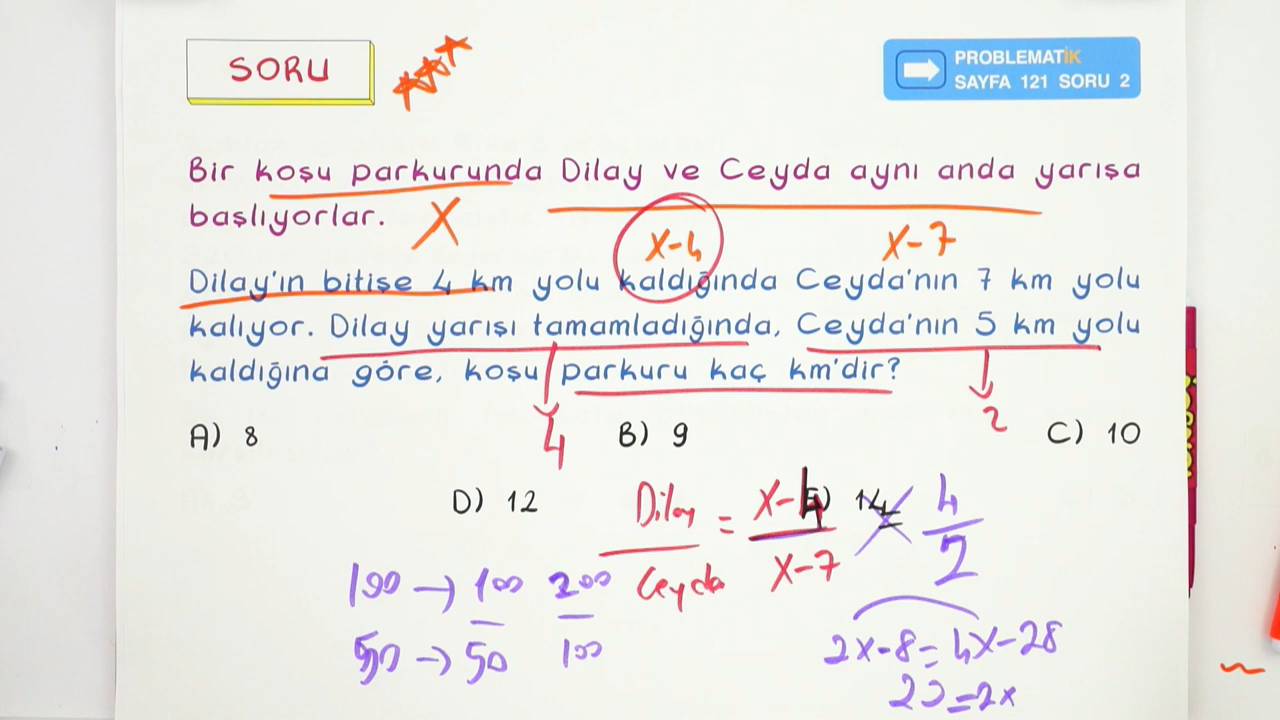 SORU
PROBLEMATİK
SAYFA 121 SORU 2
Bir koşu parkurunda Dilay ve Ceyda aynı anda yarışa
başlıyorlar.
X
X-4
X-7
Dilay'ın bitişe 4 km yolu kaldığında Ceyda'nın 7 km yolu
kalıyor. Dilay yarışı tamamladığında, Ceyda'nın 5 km yolu
kaldığına göre, koşu parkuru kaç km'dir?
4
2
A) 8 B) 9 C) 10
D) 12 E) 14
Dilay = X-4 4
Ceyda X-7 2
100 → 100 200
50 → 50 100
2X-8=4X-28
20=2x